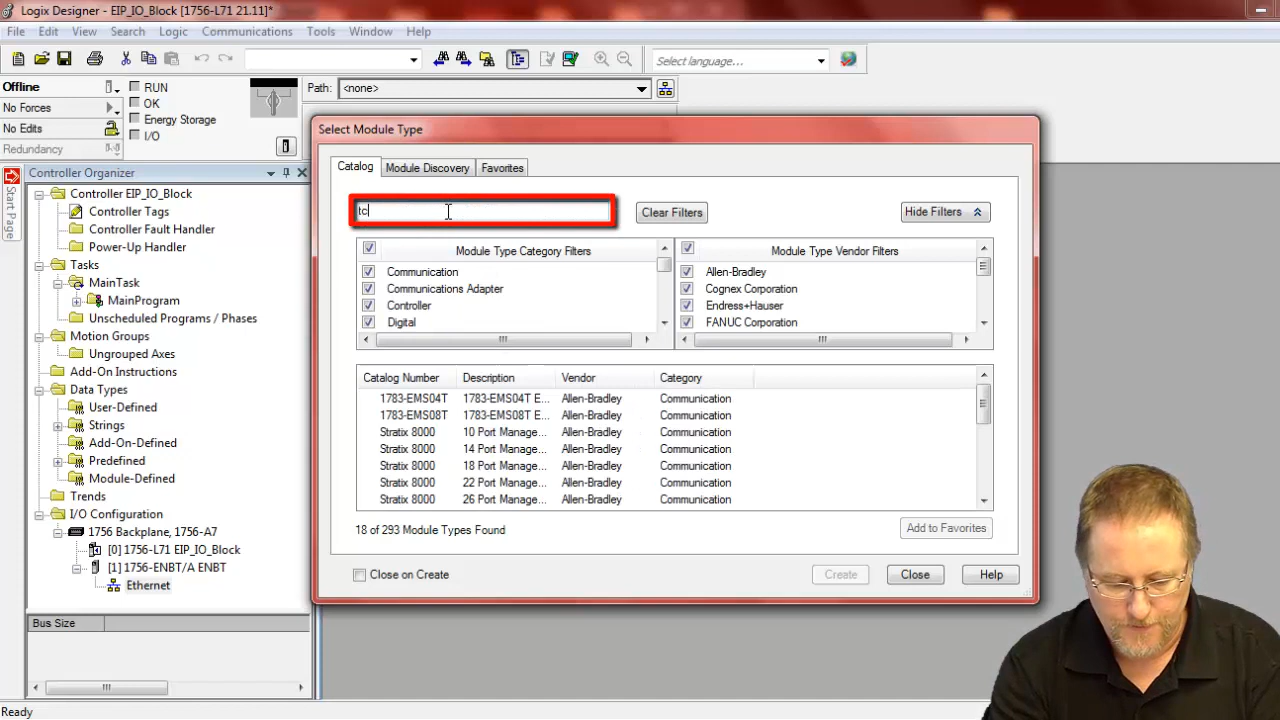 Logix Designer - EIP_IO_Block [1756-L71 21.11]*
File Edit View Search Logic Communications Tools Window Help
Select language...
Offline
RUN
No Forces
OK
No Edits
Energy Storage
Redundancy
I/O
Path: <none>
Start Page
Controller Organizer
Controller EIP_IO_Block
Controller Tags
Controller Fault Handler
Power-Up Handler
Tasks
MainTask
MainProgram
Unscheduled Programs / Phases
Motion Groups
Ungrouped Axes
Add-On Instructions
Data Types
User-Defined
Strings
Add-On-Defined
Predefined
Module-Defined
Trends
I/O Configuration
1756 Backplane, 1756-A7
[0] 1756-L71 EIP_IO_Block
[1] 1756-ENBT/A ENBT
Ethernet
Bus Size
Ready
Select Module Type
Catalog Module Discovery Favorites
tc
Clear Filters
Hide Filters
Module Type Category Filters
Communication
Communications Adapter
Controller
Digital
Module Type Vendor Filters
Allen-Bradley
Cognex Corporation
Endress+Hauser
FANUC Corporation
Catalog Number Description Vendor Category
1783-EMS04T 1783-EMS04T E... Allen-Bradley Communication
1783-EMS08T 1783-EMS08T E... Allen-Bradley Communication
Stratix 8000 10 Port Manage... Allen-Bradley Communication
Stratix 8000 14 Port Manage... Allen-Bradley Communication
Stratix 8000 18 Port Manage... Allen-Bradley Communication
Stratix 8000 22 Port Manage... Allen-Bradley Communication
Stratix 8000 26 Port Manage... Allen-Bradley Communication
18 of 293 Module Types Found
Add to Favorites
Close on Create
Create
Close
Help